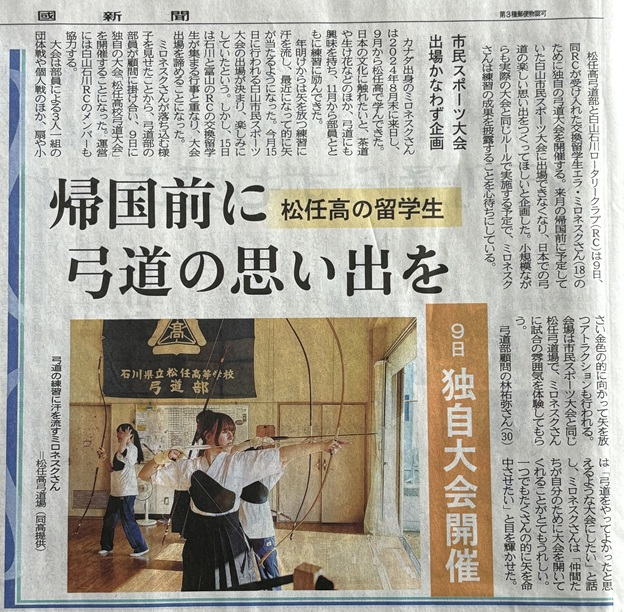 國新聞
第3種郵便物認可
帰国前に
弓道の思い出を
松任高の留学生
9日 独自大会開催
松任高弓道部と白山石川ロータリークラブ(RC)は9日、
同RCが受け入れた交換留学生エラ・ミロネスクさん(18)の
ために独自の弓道大会を開催する。来月の帰国前に予定して
いた白山市民スポーツ大会に出場できなくなり、日本での弓
道の楽しい思い出をつくってほしいと企画した。小規模なが
らも実際の大会と同じルールで実施する予定で、ミロネスク
さんは練習の成果を披露することを心待ちにしている。
市民スポーツ大会
出場かなわず企画
カナダ出身のミロネスクさん
は2024年8月末に来日し、
9月から松任高で学んできた。
日本の文化に触れたいと、茶道
や生け花などのほか、弓道にも
興味を持ち、11月から部員とと
もに練習に励んできた。
年明けからは矢を放つ練習に
汗を流し、最近になって的に矢
が当たるようになった。今月15
日に行われる白山市民スポーツ
大会の出場が決まり、楽しみに
していたという。しかし、15日
は石川と富山のRCの交換留学
生が集まる行事と重なり、大会
出場を諦めることになった。
ミロネスクさんが落ち込む様
子を見せたことから、弓道部の
部員が顧問に掛け合い、9日に
独自の大会「松任高校弓道大会」
を開催することになった。運営
には白山石川RCのメンバーも
協力する。
大会は部員による3人一組の
団体戦や個人戦のほか、扇や小
さい金色の的に向かって矢を放
つアトラクションも行われる。
会場は市民スポーツ大会と同じ
松任弓道場で、ミロネスクさん
に試合の雰囲気を体験してもら
う。
弓道部顧問の林祐弥さん(30)
は「弓道をやってよかったと思
えるような大会にしたい」と話
し、ミロネスクさんは「仲間た
ちが自分のために大会を開いて
くれることがとてもうれしい。
一つでもたくさんの的に矢を命
中させたい」と目を輝かせた。
高
石川県立松任高等学校
弓道部
弓道の練習に汗を流すミロネスクさん
＝松任高弓道場(同高提供)